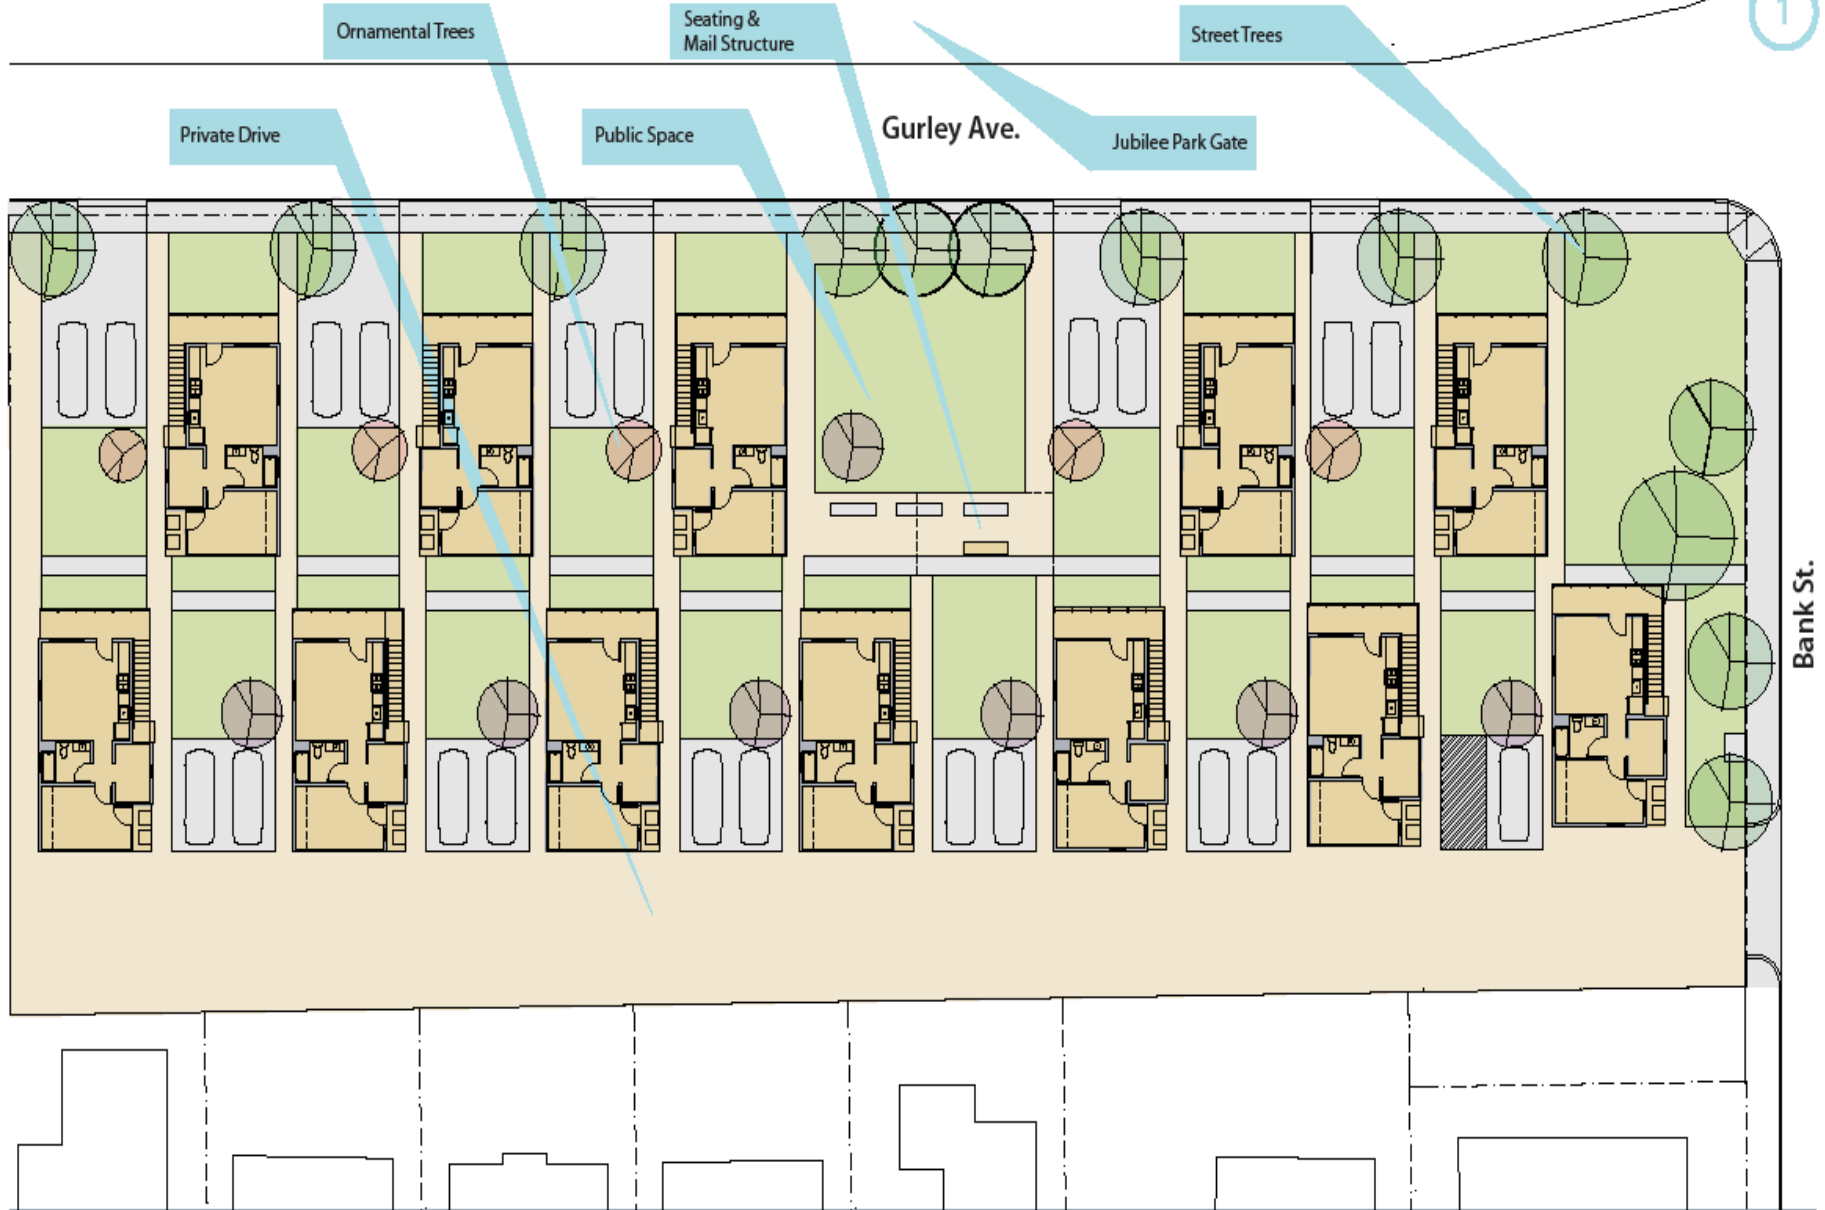 Ornamental Trees
Seating &
Mail Structure
Street Trees
1
Private Drive
Public Space
Gurley Ave.
Jubilee Park Gate
Bank St.